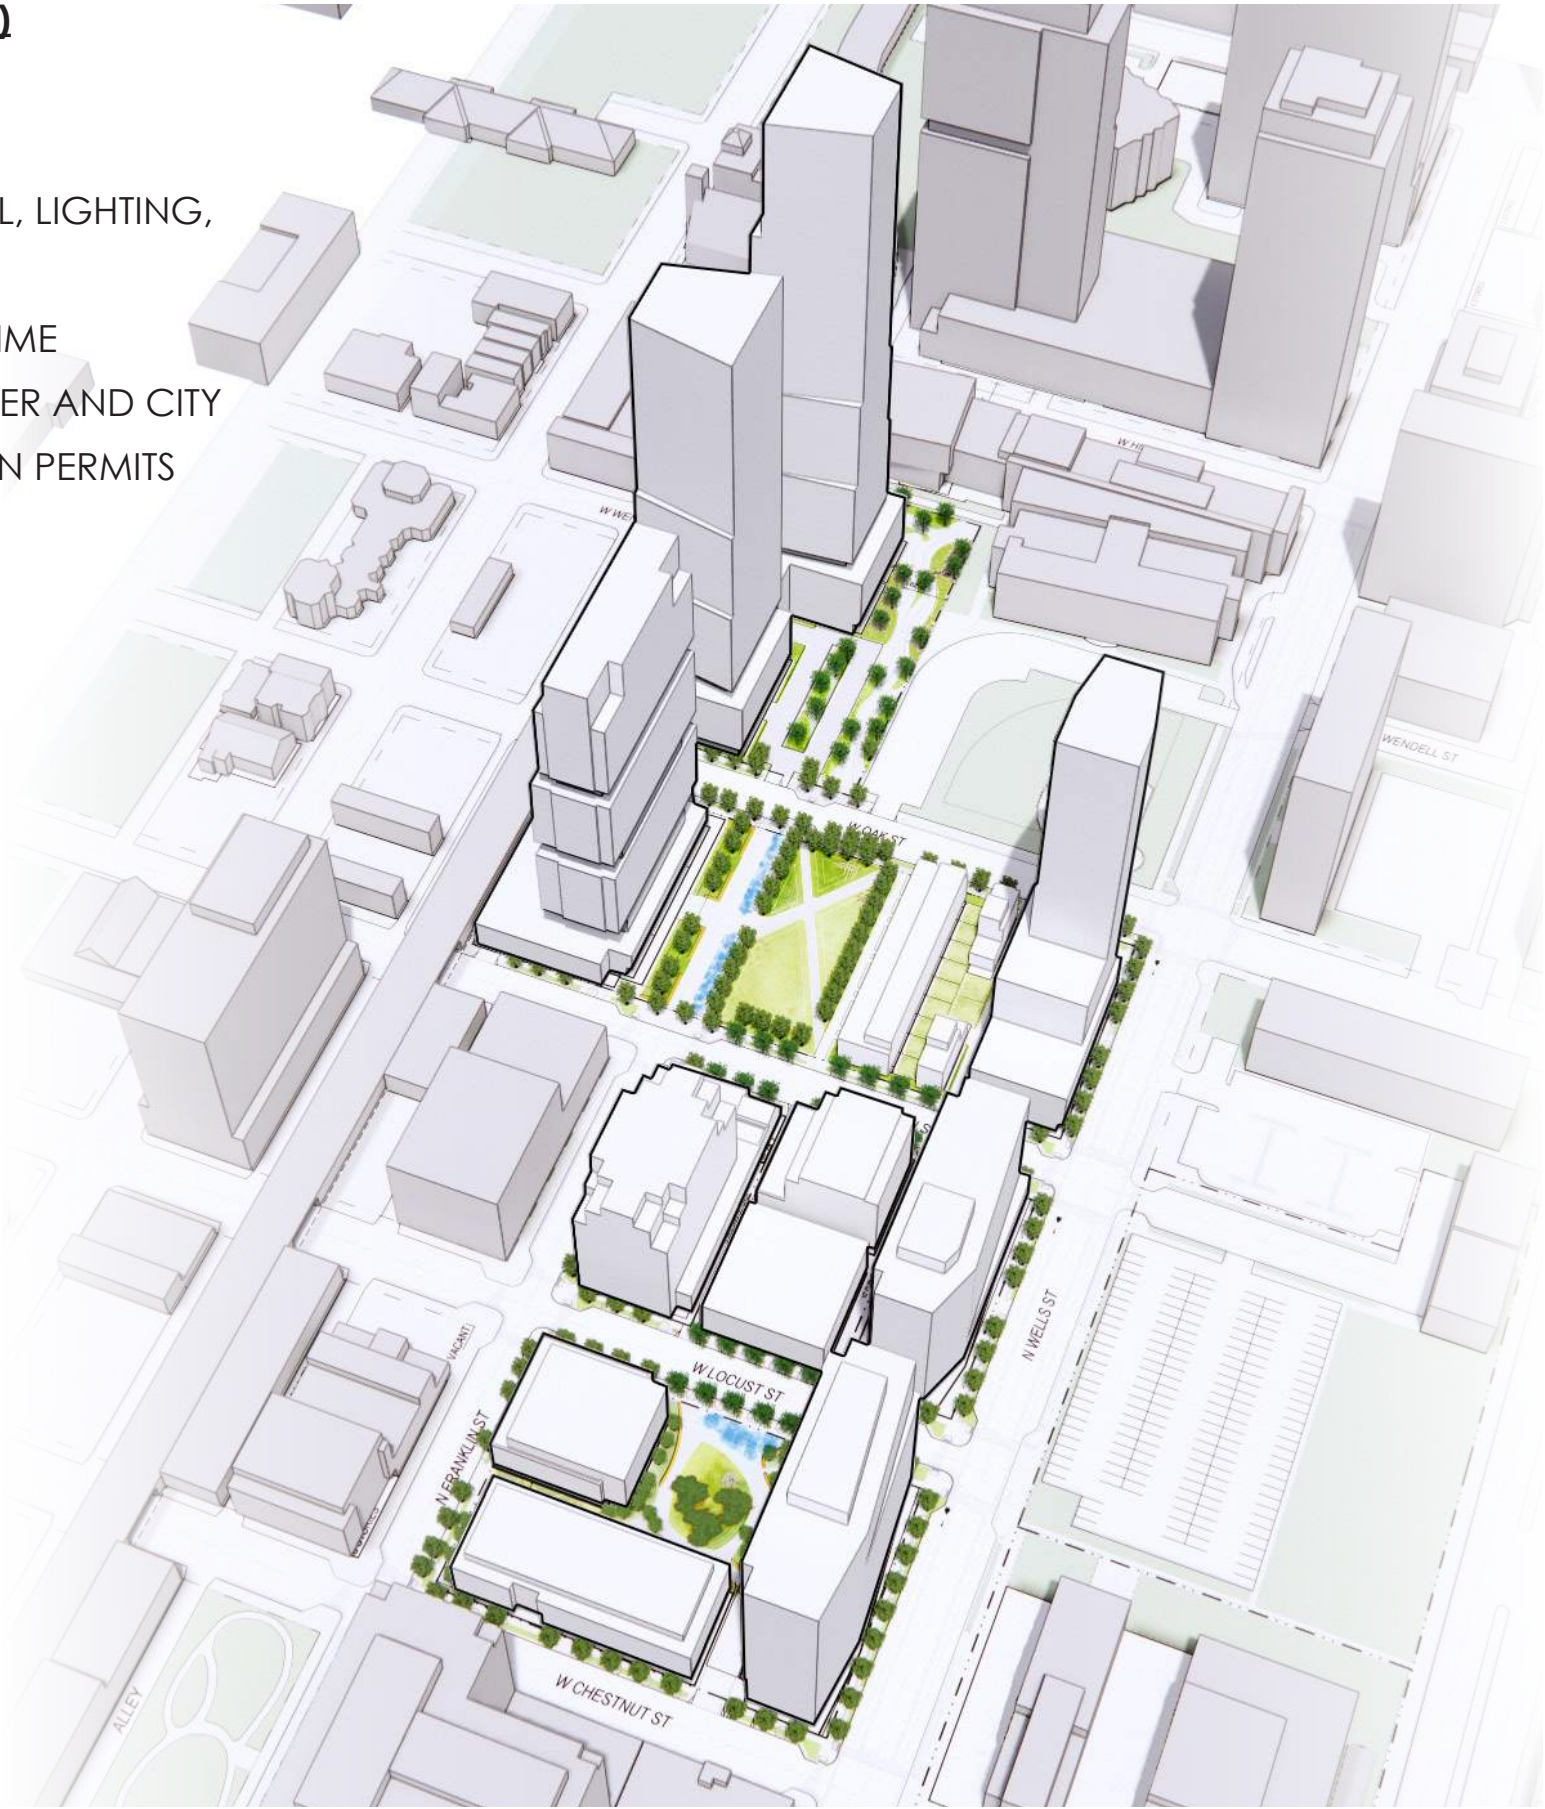 )
L, LIGHTING,
IME
ER AND CITY
N PERMITS
W
W OAK ST
WENDELL ST
N WELLS ST
VACANT
W LOCUST ST
N FRANKLIN ST
W CHESTNUT ST
ALLEY